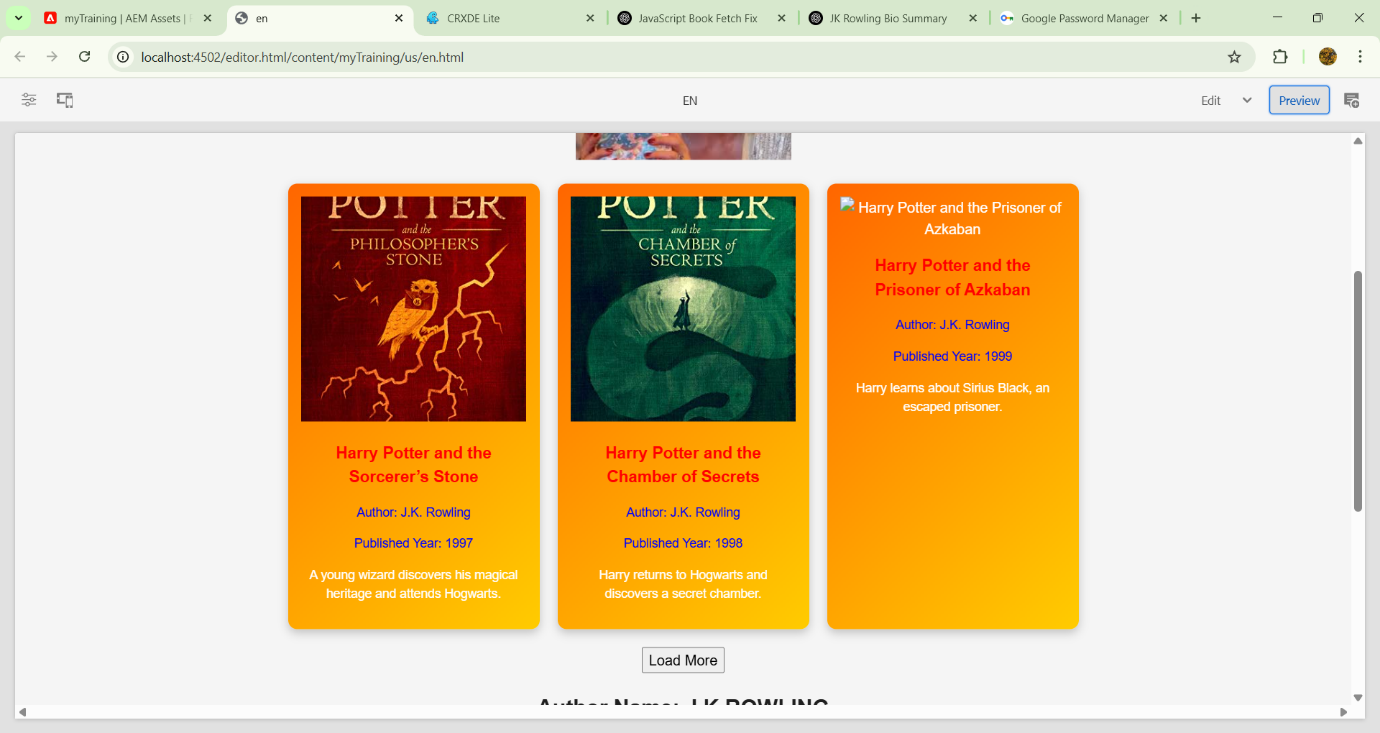 myTraining | AEM Assets |
en
CRXDE Lite
JavaScript Book Fetch Fix
JK Rowling Bio Summary
Google Password Manager
localhost:4502/editor.html/content/myTraining/us/en.html
EN
Edit
Preview
POTTER
and the
PHILOSOPHER'S
STONE
Harry Potter and the
Sorcerer’s Stone
Author: J.K. Rowling
Published Year: 1997
A young wizard discovers his magical
heritage and attends Hogwarts.
POTTER
and the
CHAMBER of
SECRETS
Harry Potter and the
Chamber of Secrets
Author: J.K. Rowling
Published Year: 1998
Harry returns to Hogwarts and
discovers a secret chamber.
Harry Potter and the Prisoner of
Azkaban
Harry Potter and the
Prisoner of Azkaban
Author: J.K. Rowling
Published Year: 1999
Harry learns about Sirius Black, an
escaped prisoner.
Load More
Author Name: J.K ROWLING